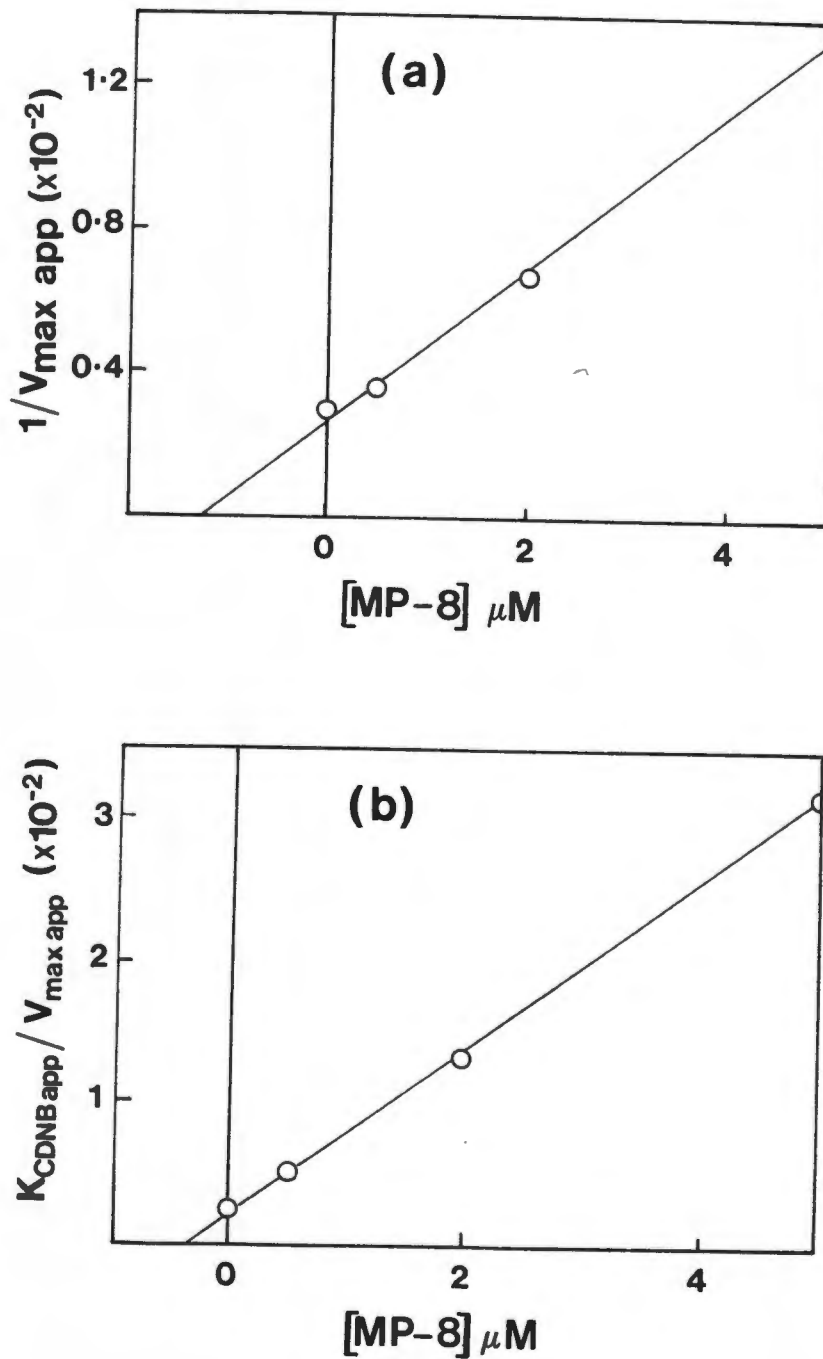 (a)
1/Vmax app (x10⁻²)
1·2
0·8
0·4
0
2
4
[MP-8] μM
(b)
KCDNBapp/Vmax app (x10⁻²)
3
2
1
0
2
4
[MP-8] μM